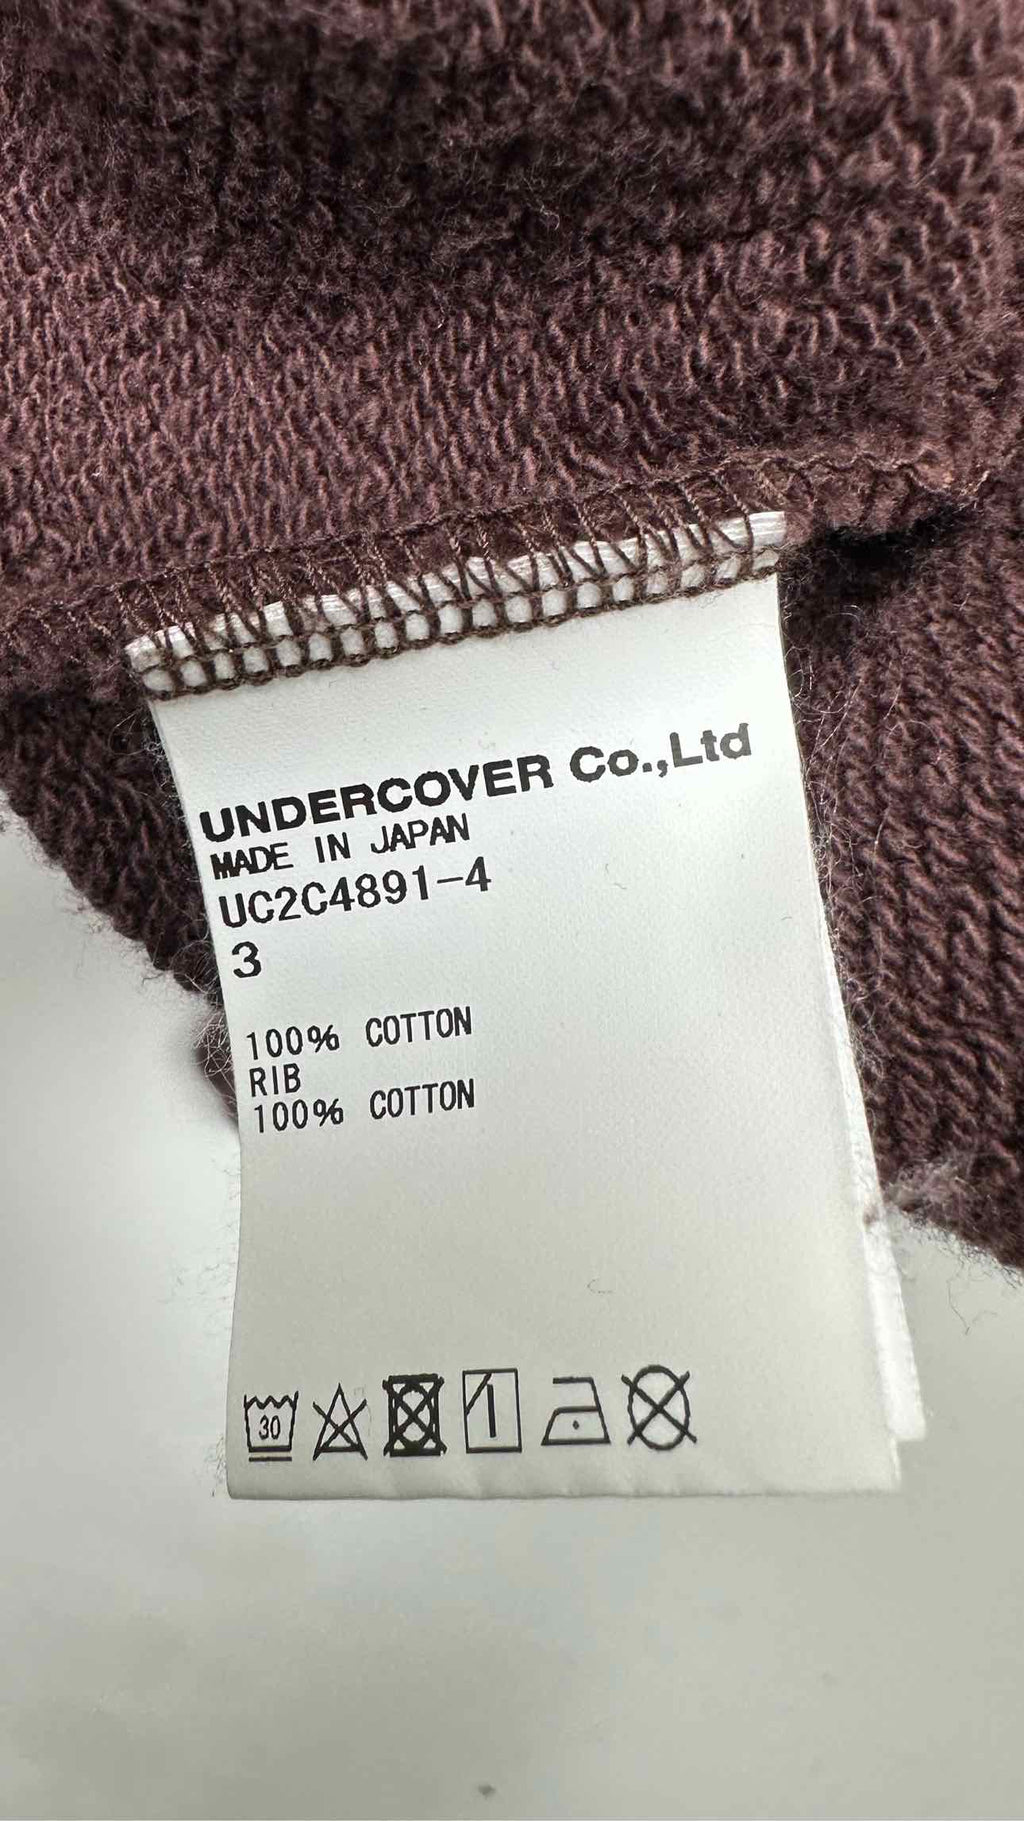 UNDERCOVER Co.,Ltd
MADE IN JAPAN
UC2C4891-4
3
100% COTTON
RIB
100% COTTON
30